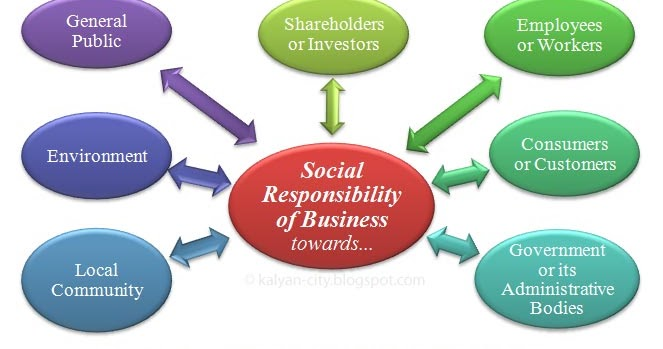 General
Public
Shareholders
or Investors
Employees
or Workers
Environment
Social
Responsibility
of Business
towards...
Consumers
or Customers
Local
Community
Government
or its
Administrative
Bodies
© kalyan-city.blogspot.com